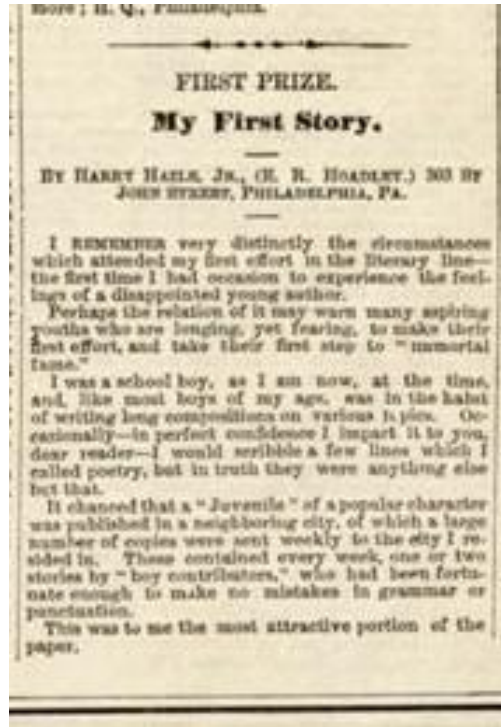 more; H. Q., Philadelphia.
FIRST PRIZE.
My First Story.
BY HARRY HAILE, JR., (H. R. HOADLEY.) 303 ST
JOHN STREET, PHILADELPHIA, PA.
I REMEMBER very distinctly the circumstances
which attended my first effort in the literary line—
the first time I had occasion to experience the feel-
ings of a disappointed young author.
Perhaps the relation of it may warn many aspiring
youths who are longing, yet fearing, to make their
first effort, and take their first step to "immortal
fame."
I was a school boy, as I am now, at the time,
and, like most boys of my age, was in the habit
of writing long compositions on various t pics. Oc-
casionally—in perfect confidence I impart it to you,
dear reader—I would scribble a few lines which I
called poetry, but in truth they were anything else
but that.
It chanced that a "Juvenile" of a popular character
was published in a neighboring city, of which a large
number of copies were sent weekly to the city I re-
sided in. These contained every week, one or two
stories by "boy contributors," who had been fortu-
nate enough to make no mistakes in grammar or
punctuation.
This was to me the most attractive portion of the
paper.